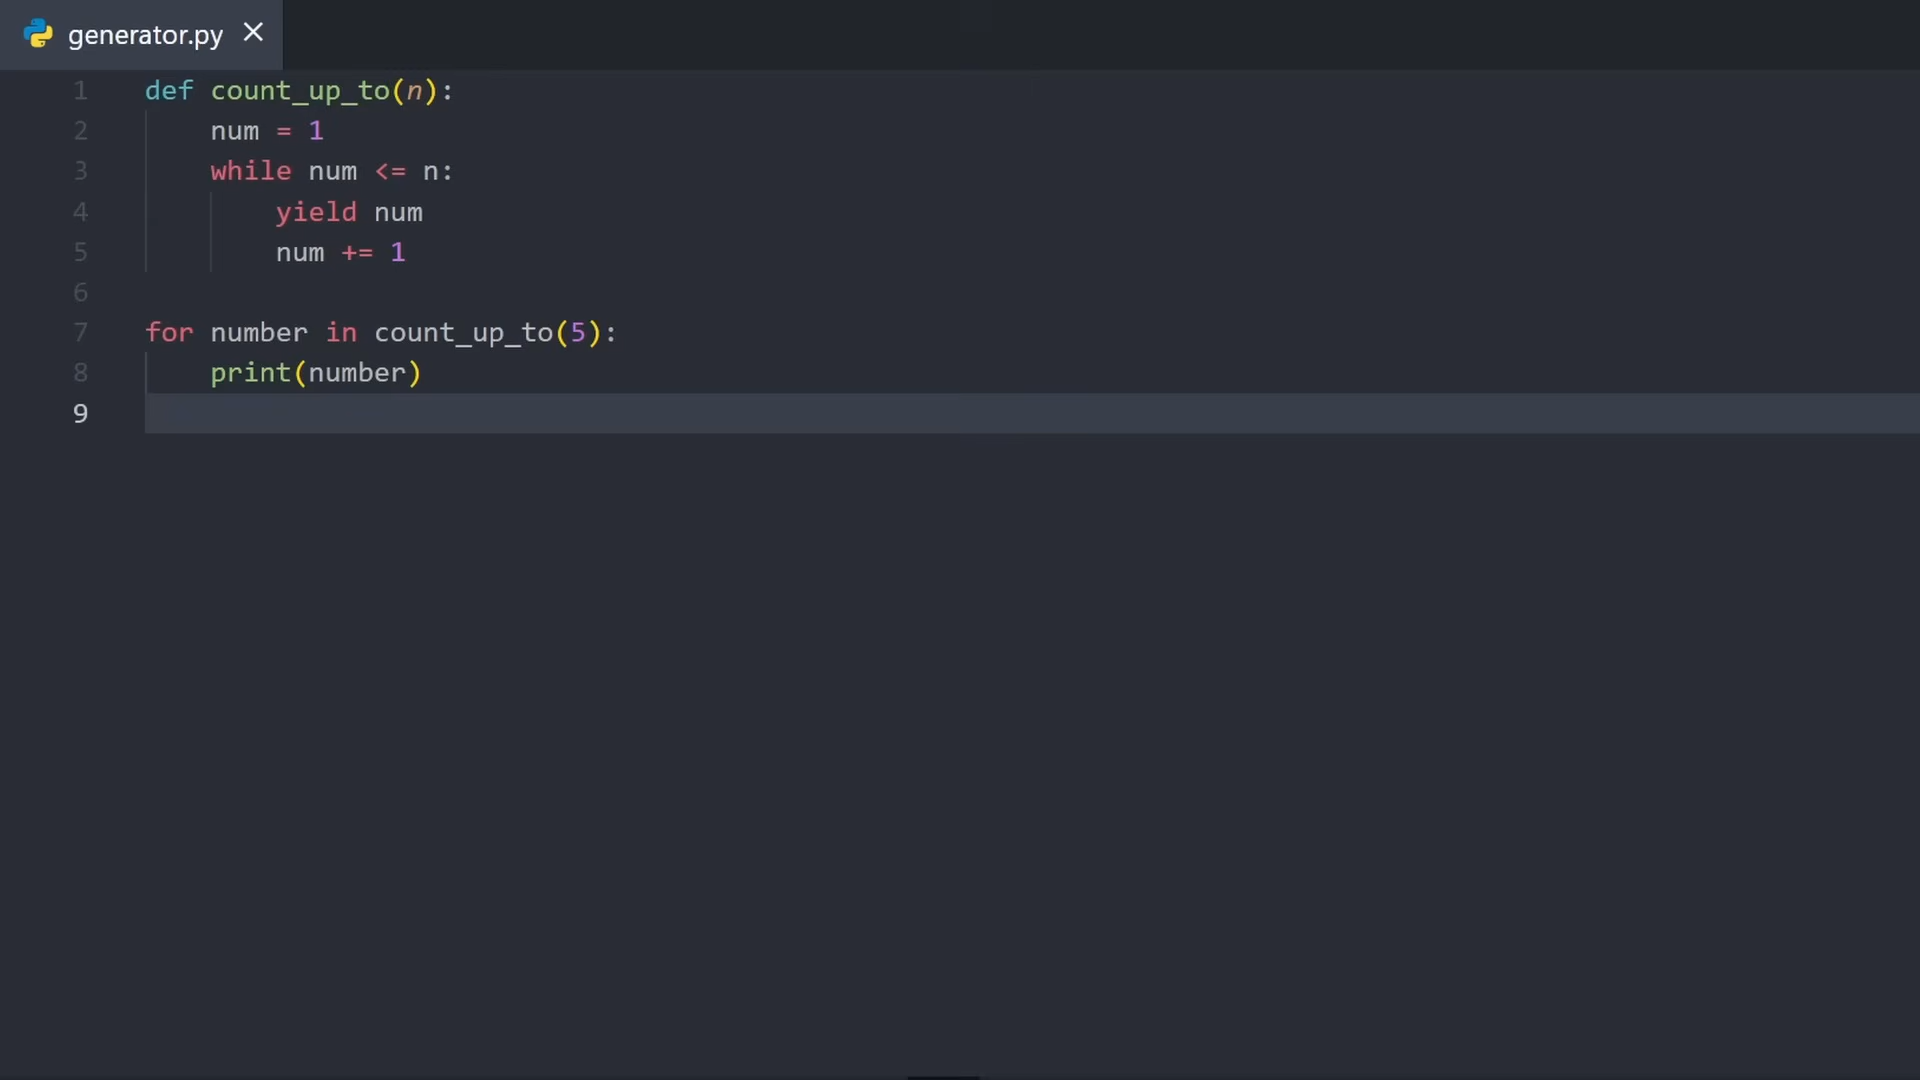 generator.py
1 def count_up_to(n):
2     num = 1
3     while num <= n:
4         yield num
5         num += 1
6
7 for number in count_up_to(5):
8     print(number)
9